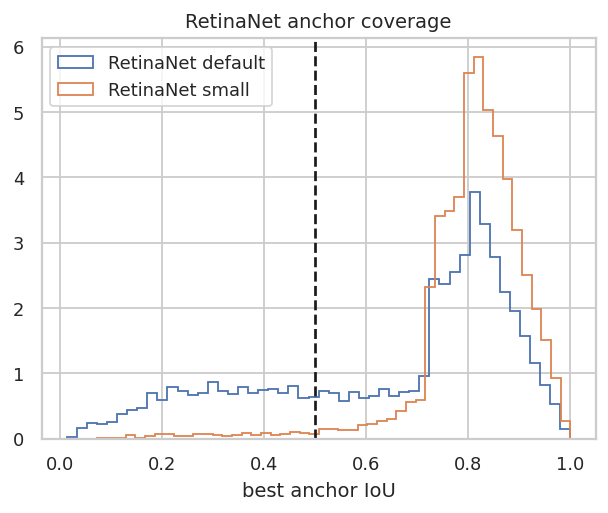 RetinaNet anchor coverage
RetinaNet default
RetinaNet small
6
5
4
3
2
1
0
0.0 0.2 0.4 0.6 0.8 1.0
best anchor IoU